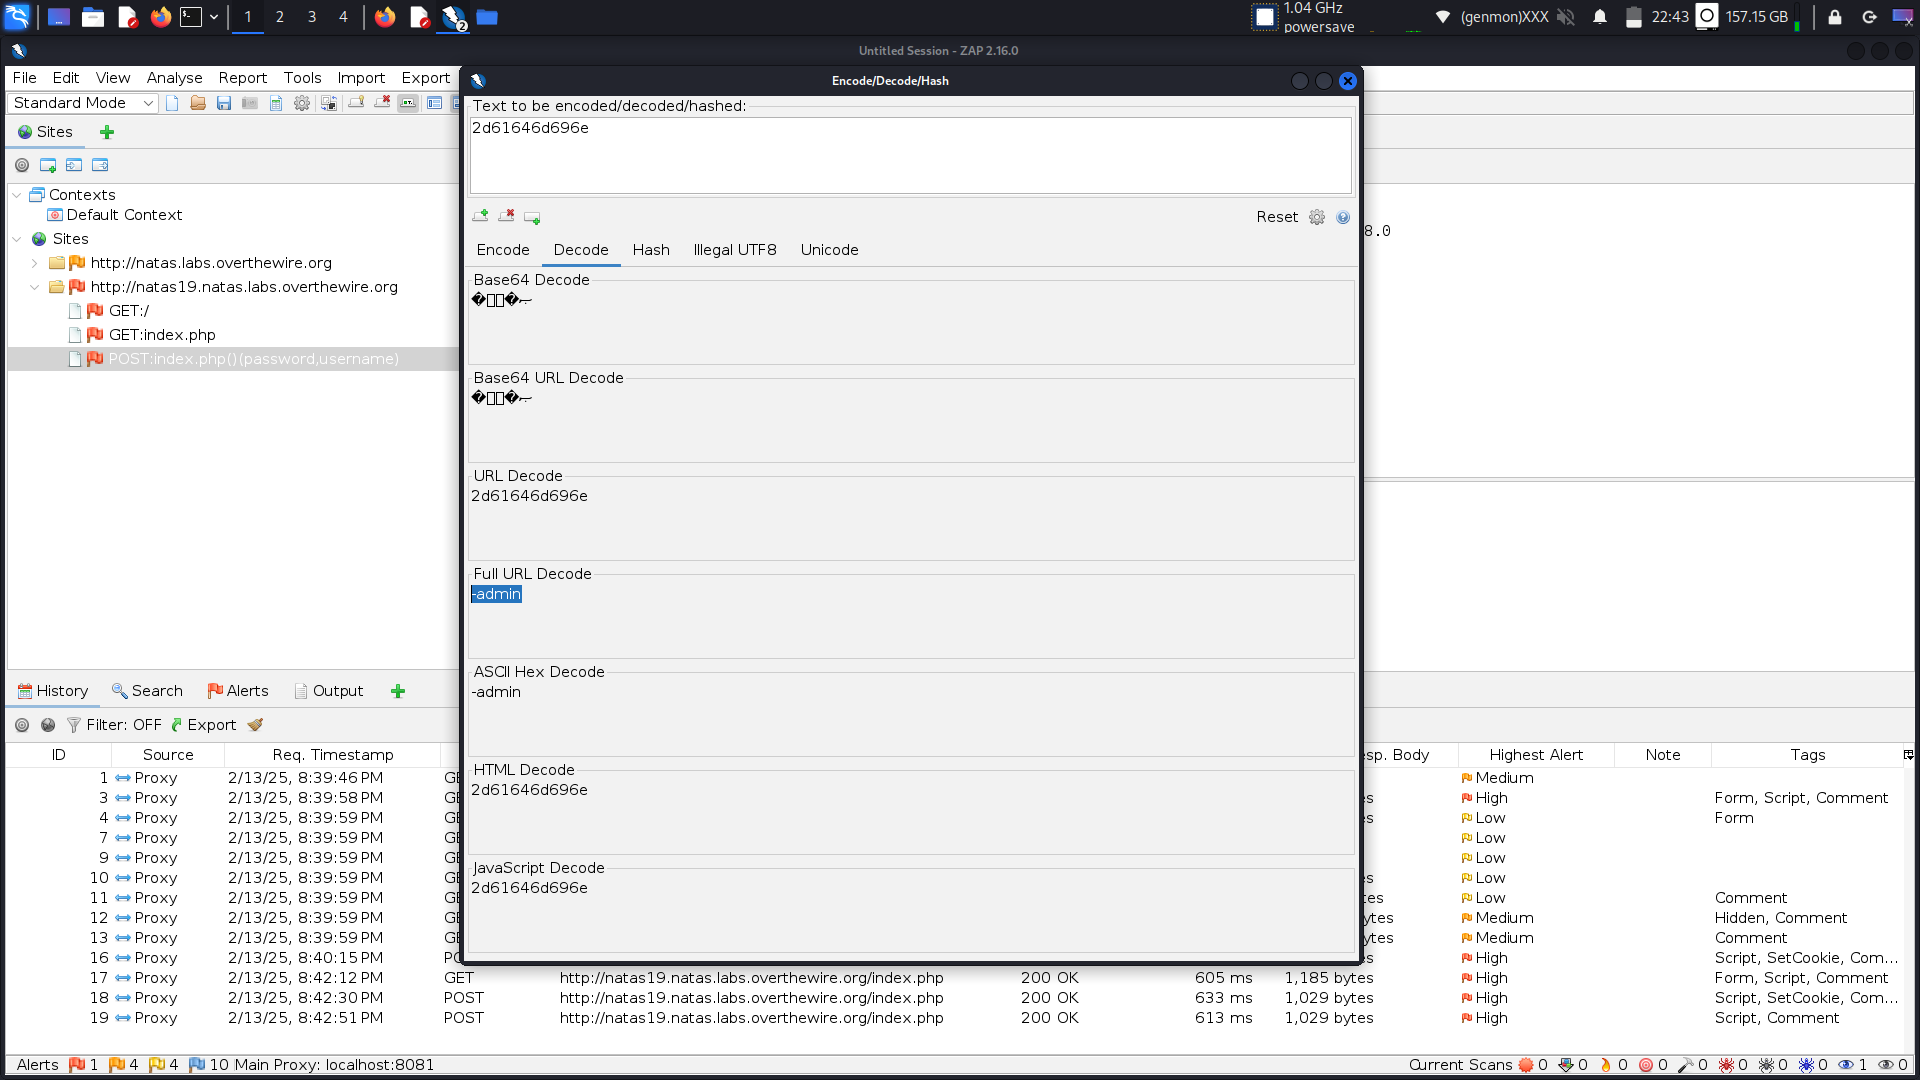 1 2 3 4
2
1.04 GHz
powersave
(genmon)XXX
22:43
157.15 GB
Untitled Session - ZAP 2.16.0
File Edit View Analyse Report Tools Import Export
Standard Mode
Sites
Contexts
Default Context
Sites
http://natas.labs.overthewire.org
http://natas19.natas.labs.overthewire.org
GET:/
GET:index.php
POST:index.php()(password,username)
Encode/Decode/Hash
Text to be encoded/decoded/hashed:
2d61646d696e
Reset
Encode Decode Hash Illegal UTF8 Unicode
Base64 Decode
Base64 URL Decode
URL Decode
2d61646d696e
Full URL Decode
-admin
ASCII Hex Decode
-admin
HTML Decode
2d61646d696e
JavaScript Decode
2d61646d696e
8.0
History Search Alerts Output
Filter: OFF Export
ID Source Req. Timestamp sp. Body Highest Alert Note Tags
1 Proxy 2/13/25, 8:39:46 PM GE Medium
3 Proxy 2/13/25, 8:39:58 PM GE es High Form, Script, Comment
4 Proxy 2/13/25, 8:39:59 PM GE es Low Form
7 Proxy 2/13/25, 8:39:59 PM GE Low
9 Proxy 2/13/25, 8:39:59 PM GE Low
10 Proxy 2/13/25, 8:39:59 PM GE es Low
11 Proxy 2/13/25, 8:39:59 PM GE tes Low Comment
12 Proxy 2/13/25, 8:39:59 PM GE ytes Medium Hidden, Comment
13 Proxy 2/13/25, 8:39:59 PM GE ytes Medium Comment
16 Proxy 2/13/25, 8:40:15 PM PO es High Script, SetCookie, Com...
17 Proxy 2/13/25, 8:42:12 PM GET http://natas19.natas.labs.overthewire.org/index.php 200 OK 605 ms 1,185 bytes High Form, Script, Comment
18 Proxy 2/13/25, 8:42:30 PM POST http://natas19.natas.labs.overthewire.org/index.php 200 OK 633 ms 1,029 bytes High Script, SetCookie, Com...
19 Proxy 2/13/25, 8:42:51 PM POST http://natas19.natas.labs.overthewire.org/index.php 200 OK 613 ms 1,029 bytes High Script, Comment
Alerts 1 4 4 10 Main Proxy: localhost:8081
Current Scans 0 0 0 0 0 0 0 0 1 0